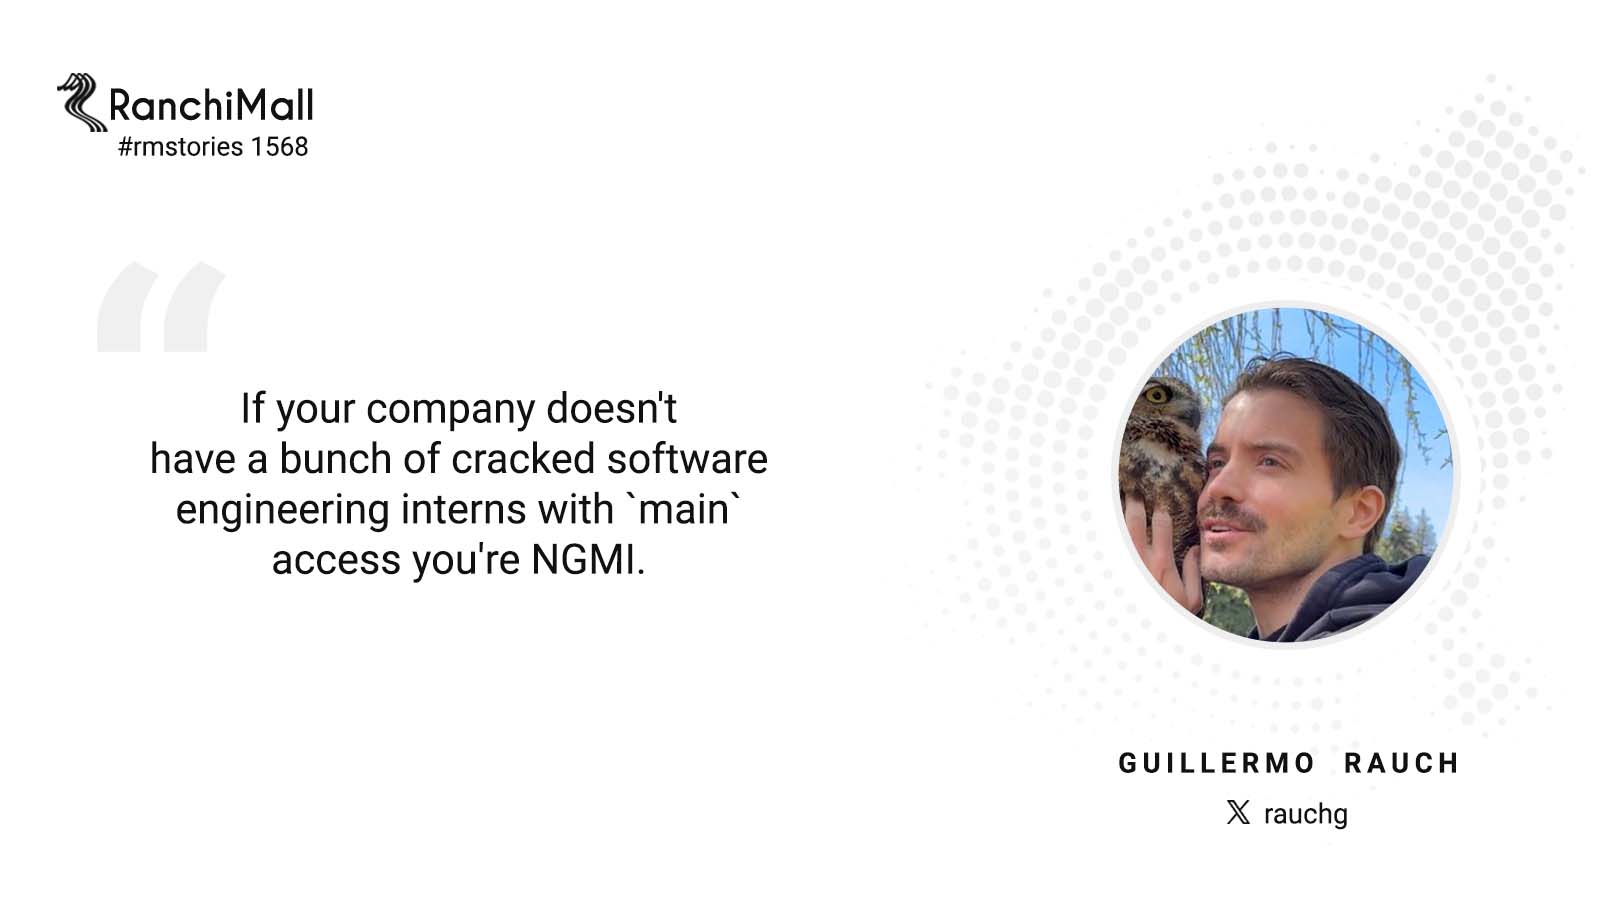 RanchiMall
#rmstories 1568
“
If your company doesn't
have a bunch of cracked software
engineering interns with `main`
access you're NGMI.
GUILLERMO RAUCH
𝕏 rauchg